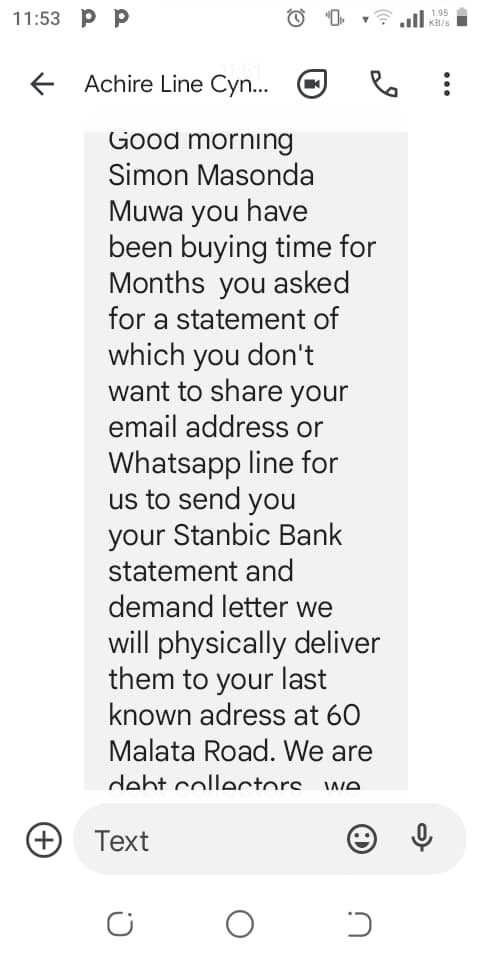 11:53
1.95
KB/s
Achire Line Cyn...
Good morning
Simon Masonda
Muwa you have
been buying time for
Months  you asked
for a statement of
which you don't
want to share your
email address or
Whatsapp line for
us to send you
your Stanbic Bank
statement and
demand letter we
will physically deliver
them to your last
known adress at 60
Malata Road. We are
debt collectors   we
Text